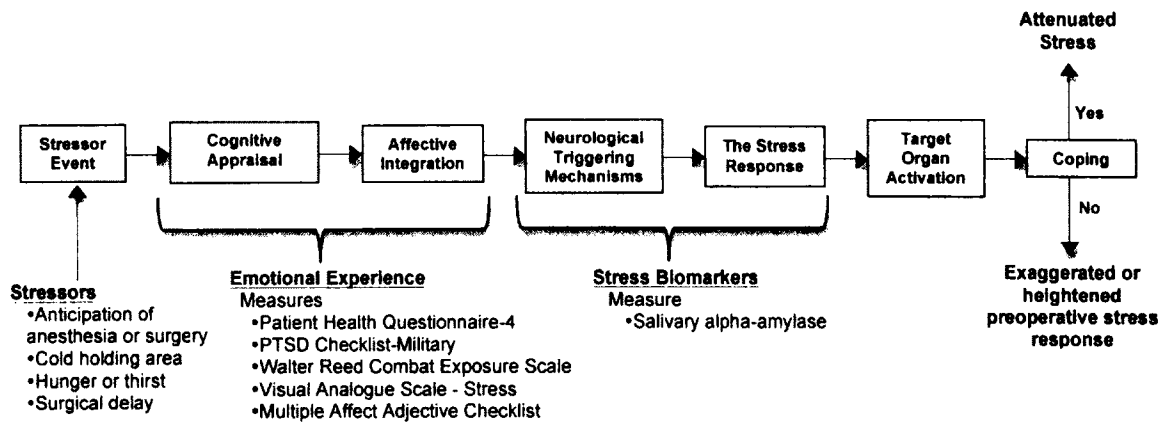 Attenuated
Stress
Yes
Stressor
Event
Cognitive
Appraisal
Affective
Integration
Neurological
Triggering
Mechanisms
The Stress
Response
Target
Organ
Activation
Coping
No
Exaggerated or
heightened
preoperative stress
response
Stressors
•Anticipation of
anesthesia or surgery
•Cold holding area
•Hunger or thirst
•Surgical delay
Emotional Experience
Measures
•Patient Health Questionnaire-4
•PTSD Checklist-Military
•Walter Reed Combat Exposure Scale
•Visual Analogue Scale - Stress
•Multiple Affect Adjective Checklist
Stress Biomarkers
Measure
•Salivary alpha-amylase